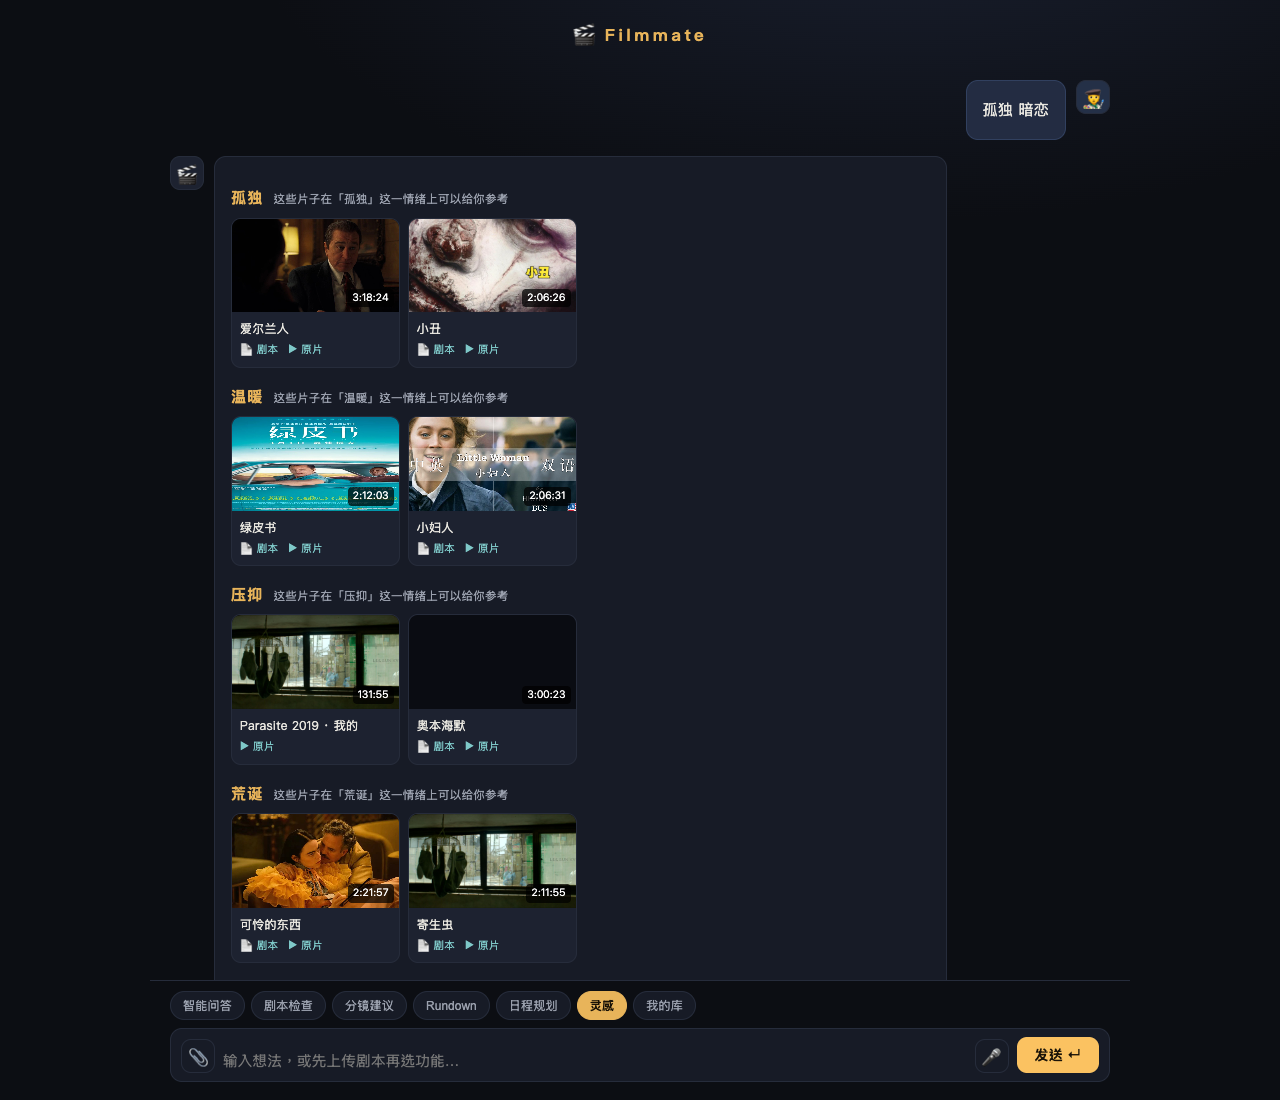 Filmmate
孤独 暗恋
孤独 这些片子在「孤独」这一情绪上可以给你参考
3:18:24
小丑
2:06:26
爱尔兰人
小丑
剧本 ▶ 原片
剧本 ▶ 原片
温暖 这些片子在「温暖」这一情绪上可以给你参考
绿皮书
Little Woman
小妇人
双语
2:12:03
2:06:31
绿皮书
小妇人
剧本 ▶ 原片
剧本 ▶ 原片
压抑 这些片子在「压抑」这一情绪上可以给你参考
131:55
3:00:23
Parasite 2019 · 我的
奥本海默
▶ 原片
剧本 ▶ 原片
荒诞 这些片子在「荒诞」这一情绪上可以给你参考
2:21:57
2:11:55
可怜的东西
寄生虫
剧本 ▶ 原片
剧本 ▶ 原片
智能问答 剧本检查 分镜建议 Rundown 日程规划 灵感 我的库
输入想法，或先上传剧本再选功能...
发送 ↵